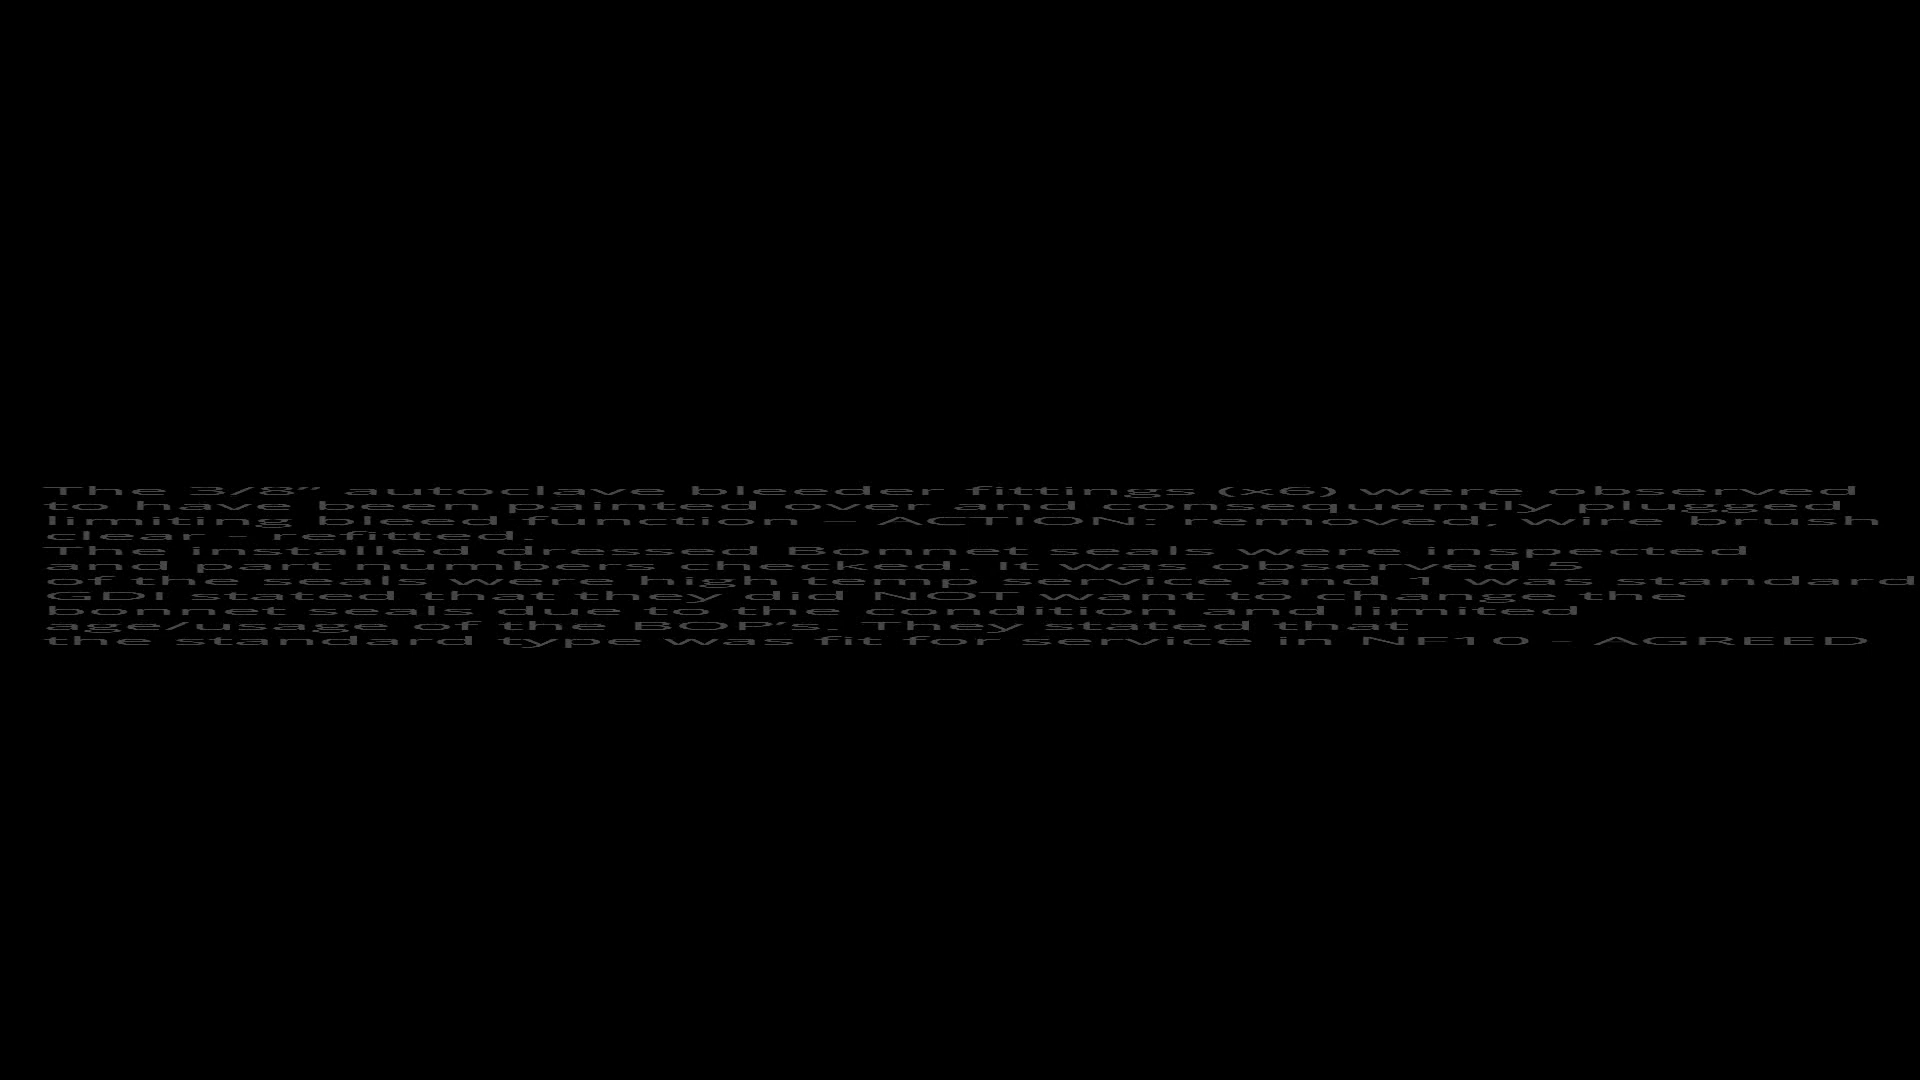 The 3/8” autoclave bleeder fittings (x6) were observed
to have been painted over and consequently plugged
limiting bleed function – ACTION: removed, wire brush
clear - refitted.
The installed dressed Bonnet seals were inspected
and part numbers checked. It was observed 5
of the seals were high temp service and 1 was standard
GDI stated that they did NOT want to change the
bonnet seals due to the condition and limited
age/usage of the BOP’s. They stated that
the standard type was fit for service in NF10 - AGREED